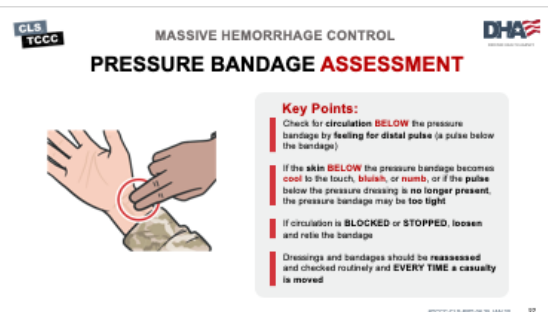 CLS
TCCC
MASSIVE HEMORRHAGE CONTROL
DHA
PRESSURE BANDAGE ASSESSMENT
Key Points:
Check for circulation BELOW the pressure
bandage by feeling for distal pulse (a pulse below
the bandage)
If the skin BELOW the pressure bandage becomes
cool to the touch, bluish, or numb, or if the pulse
below the pressure dressing is no longer present,
the pressure bandage may be too tight
If circulation is BLOCKED or STOPPED, loosen
and retie the bandage
Dressings and bandages should be reassessed
and checked routinely and EVERY TIME a casualty
is moved